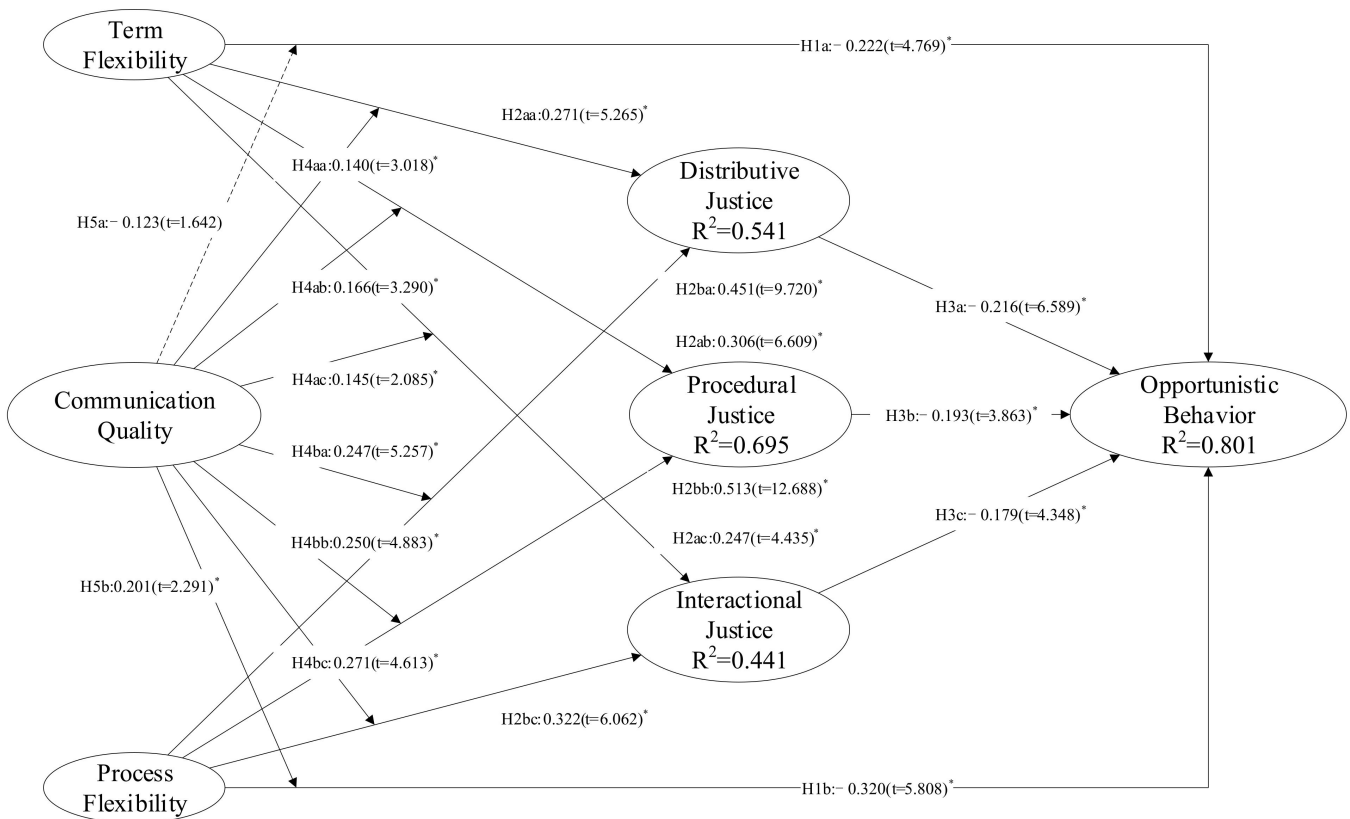 Term
Flexibility
H1a:− 0.222(t=4.769)*
H2aa:0.271(t=5.265)*
H4aa:0.140(t=3.018)*
Distributive
Justice
R²=0.541
H5a:− 0.123(t=1.642)
H4ab:0.166(t=3.290)*
H2ba:0.451(t=9.720)*
H3a:− 0.216(t=6.589)*
H2ab:0.306(t=6.609)*
H4ac:0.145(t=2.085)*
Communication
Quality
Procedural
Justice
R²=0.695
H3b:− 0.193(t=3.863)*
Opportunistic
Behavior
R²=0.801
H4ba:0.247(t=5.257)*
H2bb:0.513(t=12.688)*
H3c:− 0.179(t=4.348)*
H4bb:0.250(t=4.883)*
H2ac:0.247(t=4.435)*
H5b:0.201(t=2.291)*
Interactional
Justice
R²=0.441
H4bc:0.271(t=4.613)*
H2bc:0.322(t=6.062)*
Process
Flexibility
H1b:− 0.320(t=5.808)*